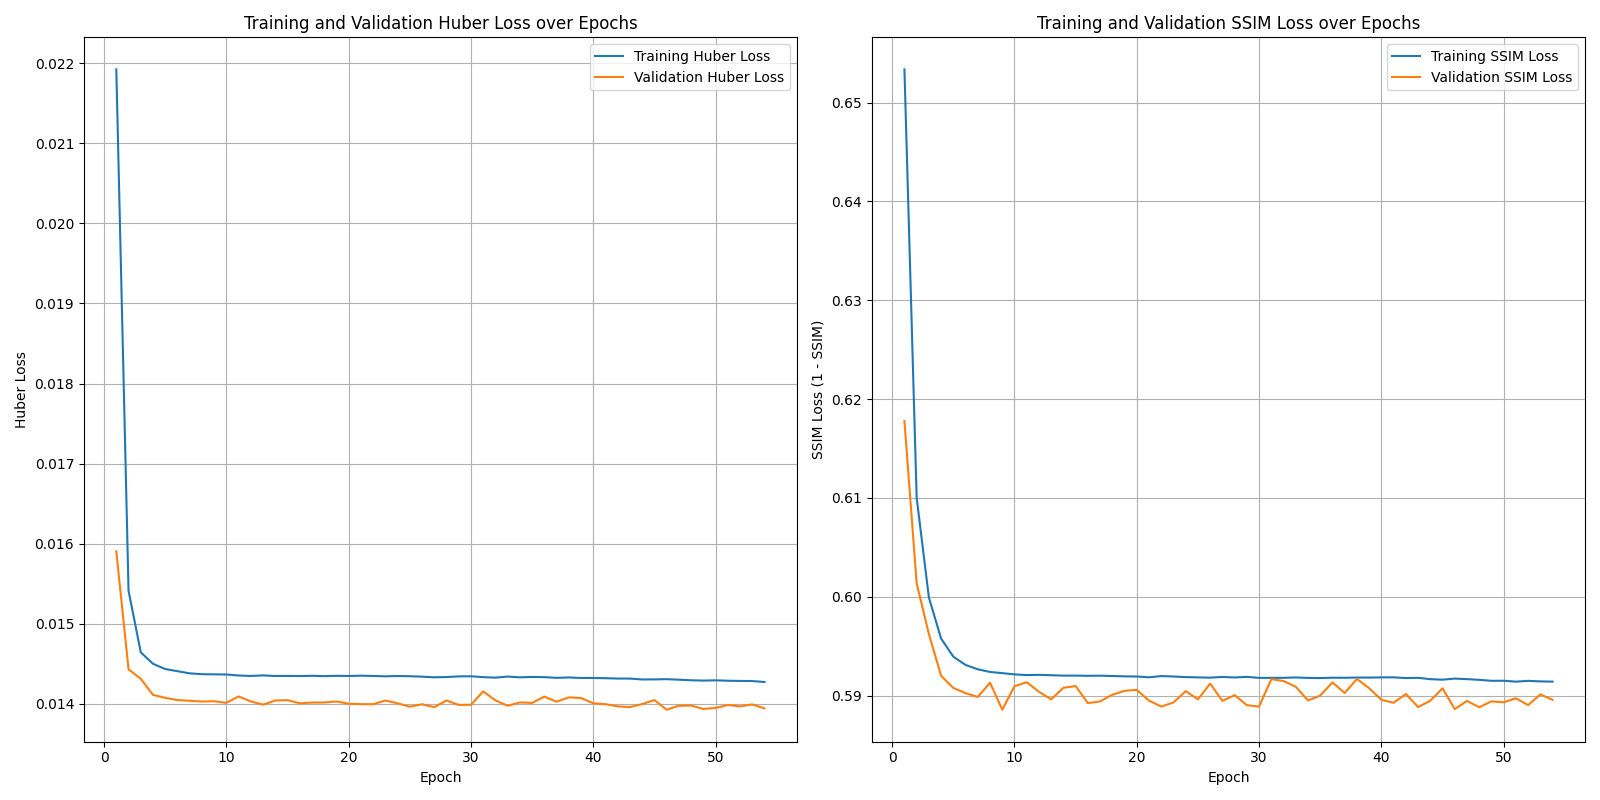 Training and Validation Huber Loss over Epochs
Training Huber Loss
Validation Huber Loss
0.022
0.021
0.020
0.019
0.018
0.017
0.016
0.015
0.014
Huber Loss
0
10
20
30
40
50
Epoch
Training and Validation SSIM Loss over Epochs
Training SSIM Loss
Validation SSIM Loss
0.65
0.64
0.63
0.62
0.61
0.60
0.59
SSIM Loss (1 - SSIM)
0
10
20
30
40
50
Epoch